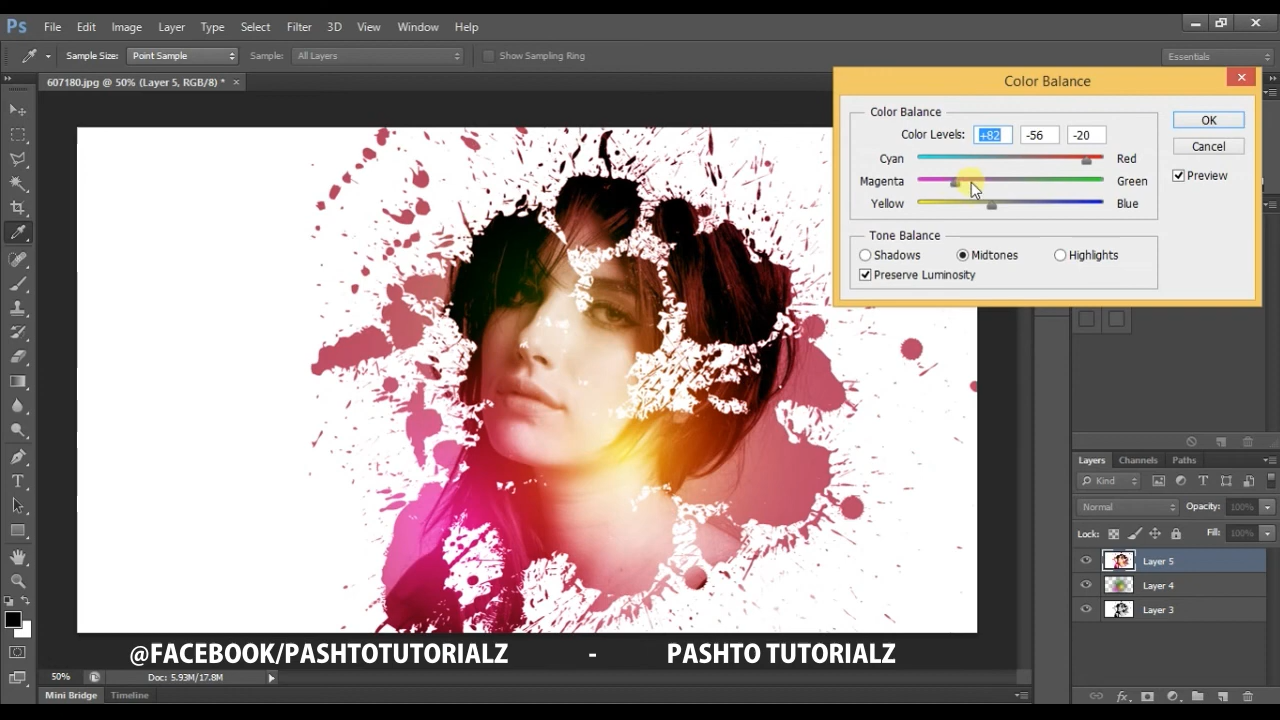 Ps File Edit Image Layer Type Select Filter 3D View Window Help
Sample Size: Point Sample Sample: All Layers Show Sampling Ring Essentials
607180.jpg @ 50% (Layer 5, RGB/8) * ×
Color Balance
Color Balance
Color Levels: +82 -56 -20
Cyan Red
Magenta Green
Yellow Blue
Tone Balance
Shadows Midtones Highlights
Preserve Luminosity
OK
Cancel
Preview
Layers Channels Paths
Kind
Normal Opacity: 100%
Lock: Fill: 100%
Layer 5
Layer 4
Layer 3
@FACEBOOK/PASHTOTUTORIALZ - PASHTO TUTORIALZ
50% Doc: 5.93M/17.8M
Mini Bridge Timeline